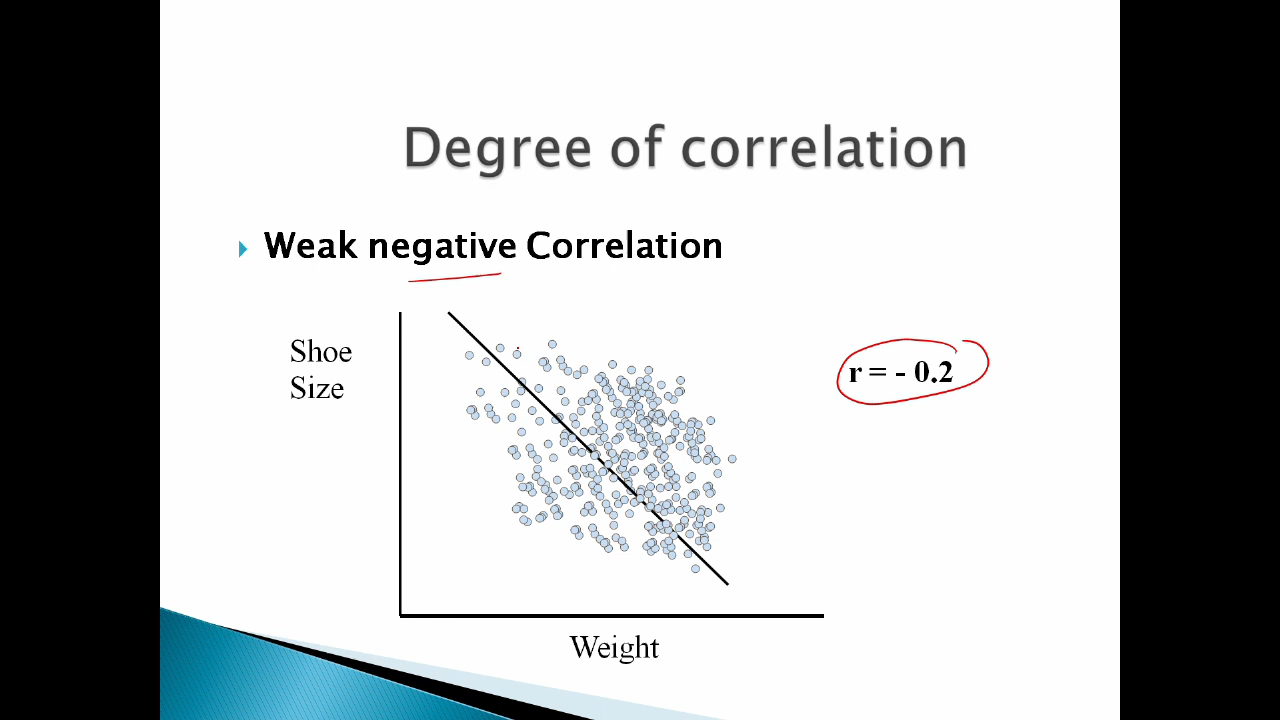 Degree of correlation
Weak negative Correlation
Shoe
Size
r = - 0.2
Weight